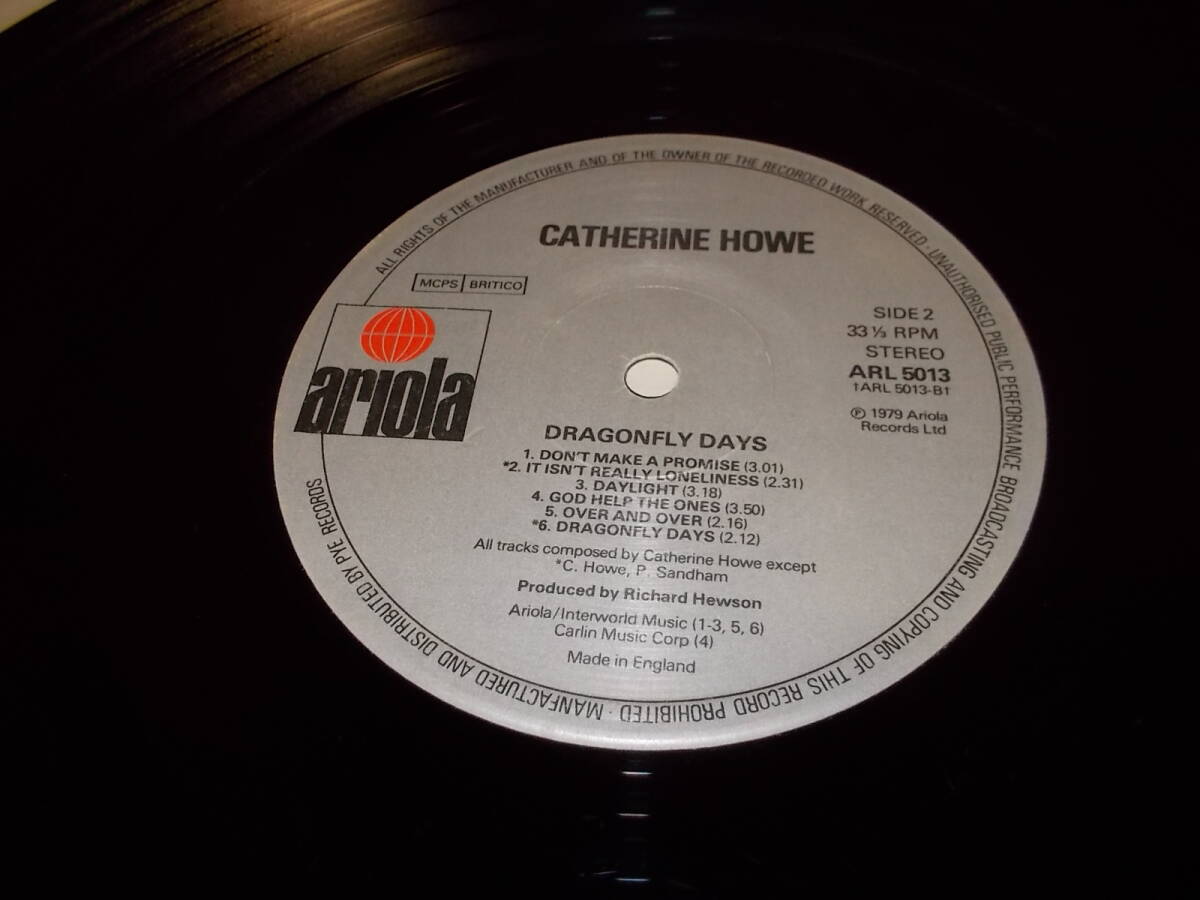 ALL RIGHTS OF THE MANUFACTURER AND OF THE OWNER OF THE RECORDED WORK RESERVED · UNAUTHORISED PUBLIC PERFORMANCE BROADCASTING AND COPYING OF THIS RECORD PROHIBITED · MANFACTURED AND DISTRIBUTED BY PYE RECORDS
CATHERINE HOWE
MCPS BRITICO
ariola
SIDE 2
33⅓ RPM
STEREO
ARL 5013
†ARL 5013-B†
℗ 1979 Ariola
Records Ltd
DRAGONFLY DAYS
1. DON'T MAKE A PROMISE (3.01)
*2. IT ISN'T REALLY LONELINESS (2.31)
3. DAYLIGHT (3.18)
4. GOD HELP THE ONES (3.50)
5. OVER AND OVER (2.16)
*6. DRAGONFLY DAYS (2.12)
All tracks composed by Catherine Howe except
*C. Howe, P. Sandham
Produced by Richard Hewson
Ariola/Interworld Music (1-3, 5, 6)
Carlin Music Corp (4)
Made in England